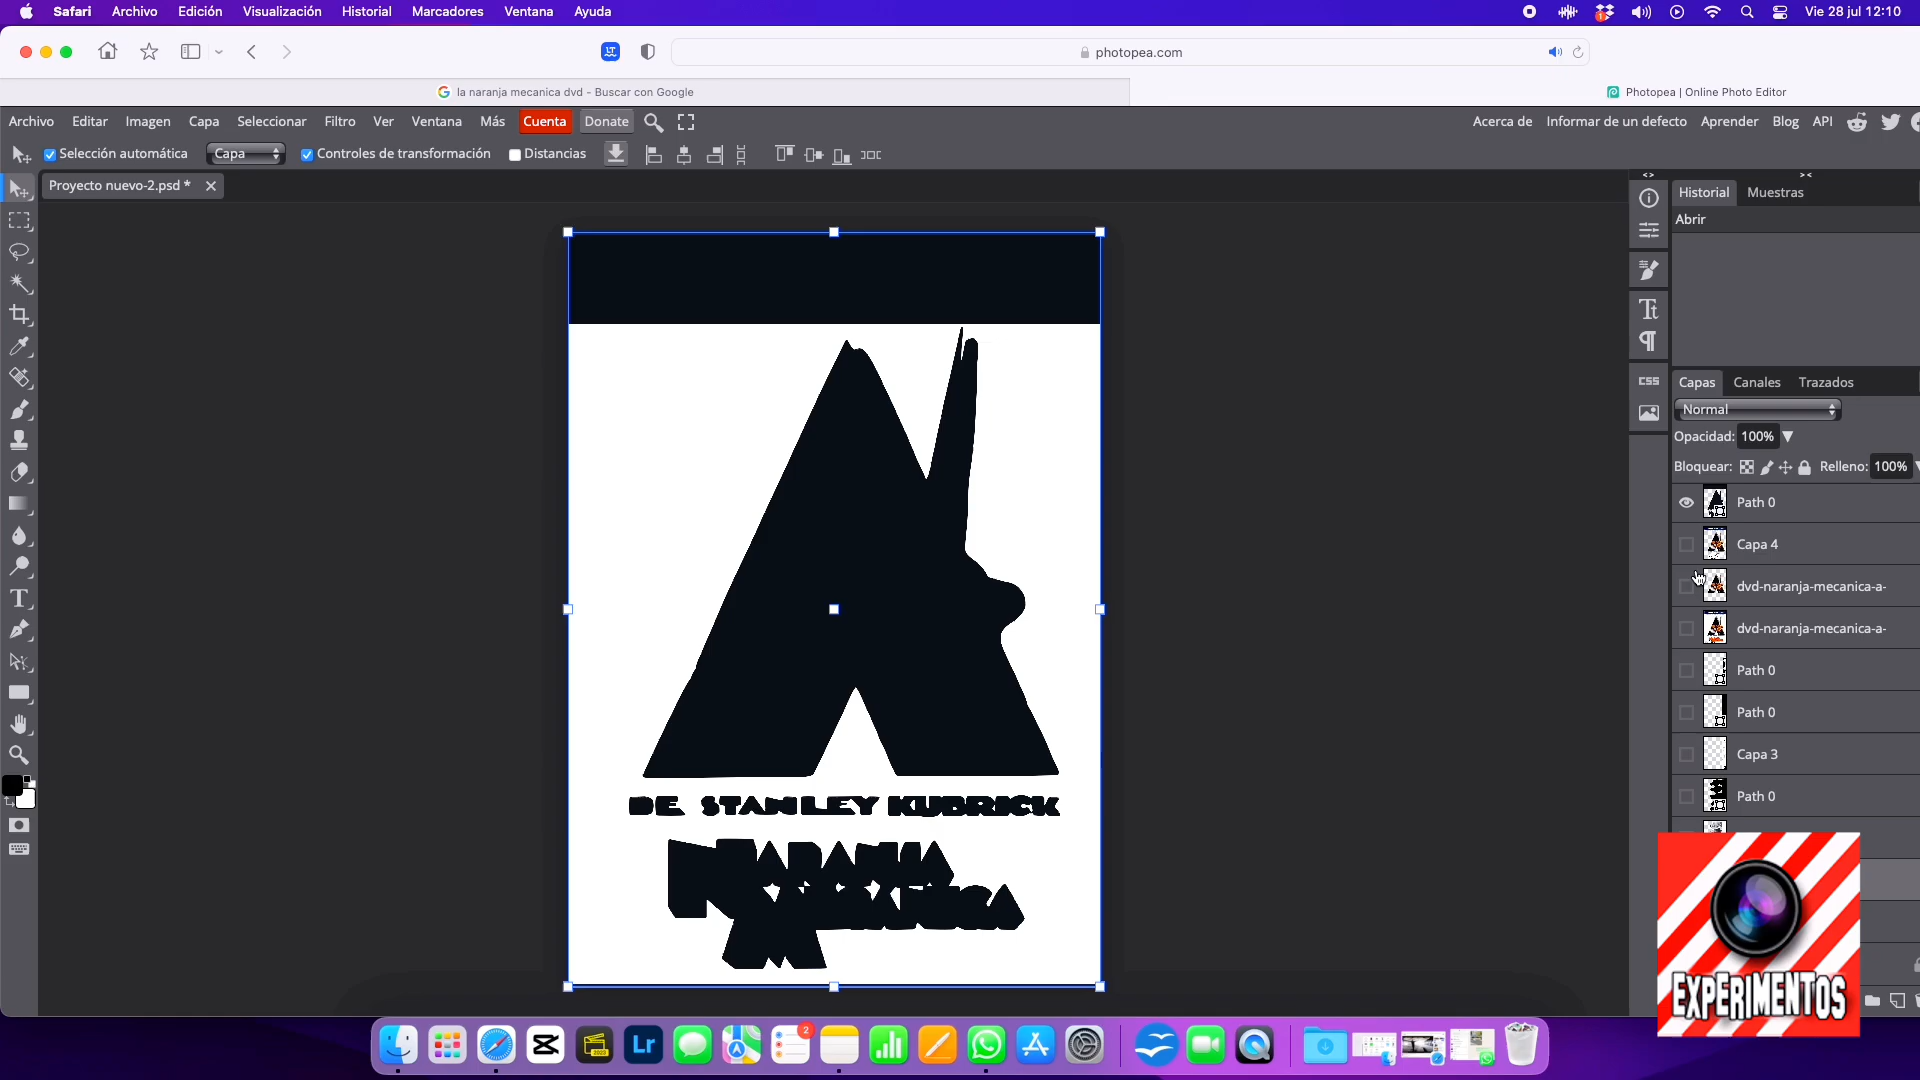 Safari Archivo Edición Visualización Historial Marcadores Ventana Ayuda Vie 28 jul 12:10
photopea.com
la naranja mecanica dvd - Buscar con Google
Photopea | Online Photo Editor
Archivo Editar Imagen Capa Seleccionar Filtro Ver Ventana Más Cuenta Donate
Acerca de Informar de un defecto Aprender Blog API
Selección automática Capa Controles de transformación Distancias
Proyecto nuevo-2.psd *
Historial Muestras
Abrir
CSS
Capas Canales Trazados
Normal
Opacidad: 100%
Bloquear: Relleno: 100%
Path 0
Capa 4
dvd-naranja-mecanica-a-
dvd-naranja-mecanica-a-
Path 0
Path 0
Capa 3
Path 0
DE STANLEY KUBRICK
NARANJA
MECANICA
EXPERIMENTOS
Lr
2